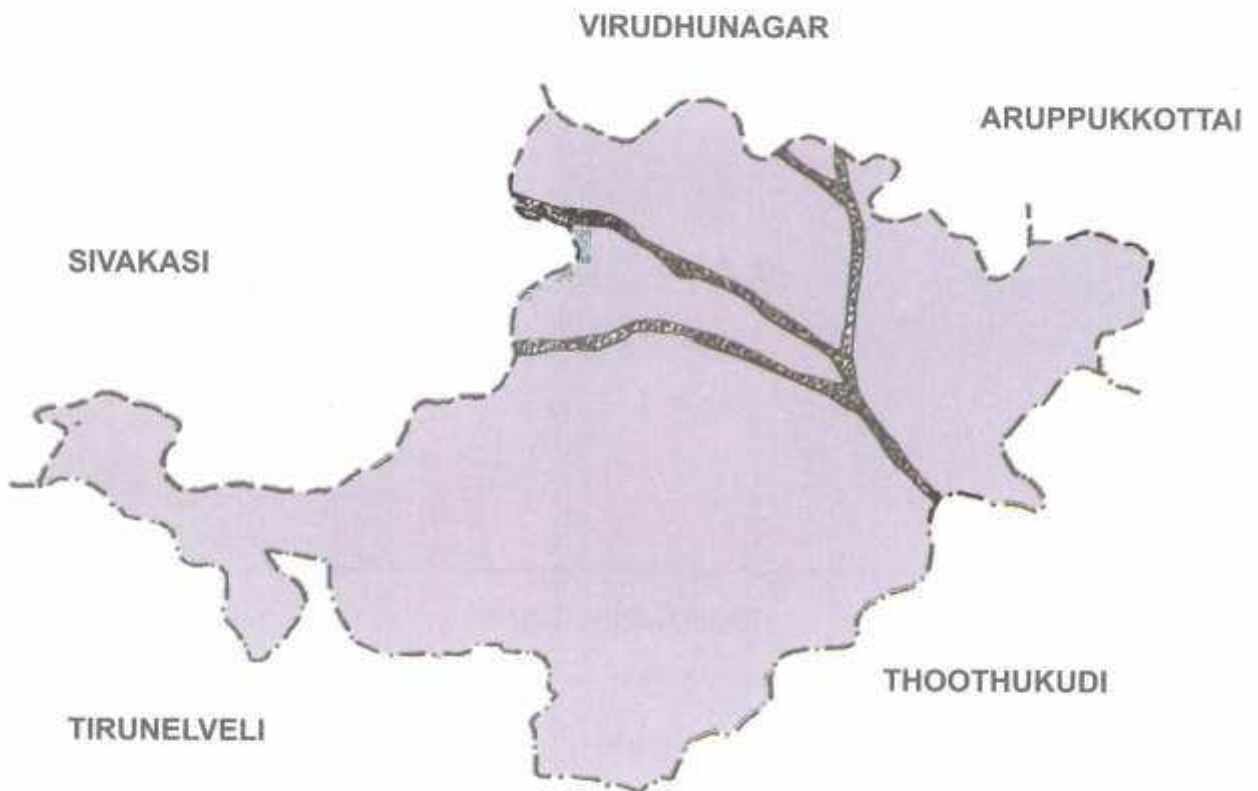 VIRUDHUNAGAR
ARUPPUKKOTTAI
SIVAKASI
THOOTHUKUDI
TIRUNELVELI